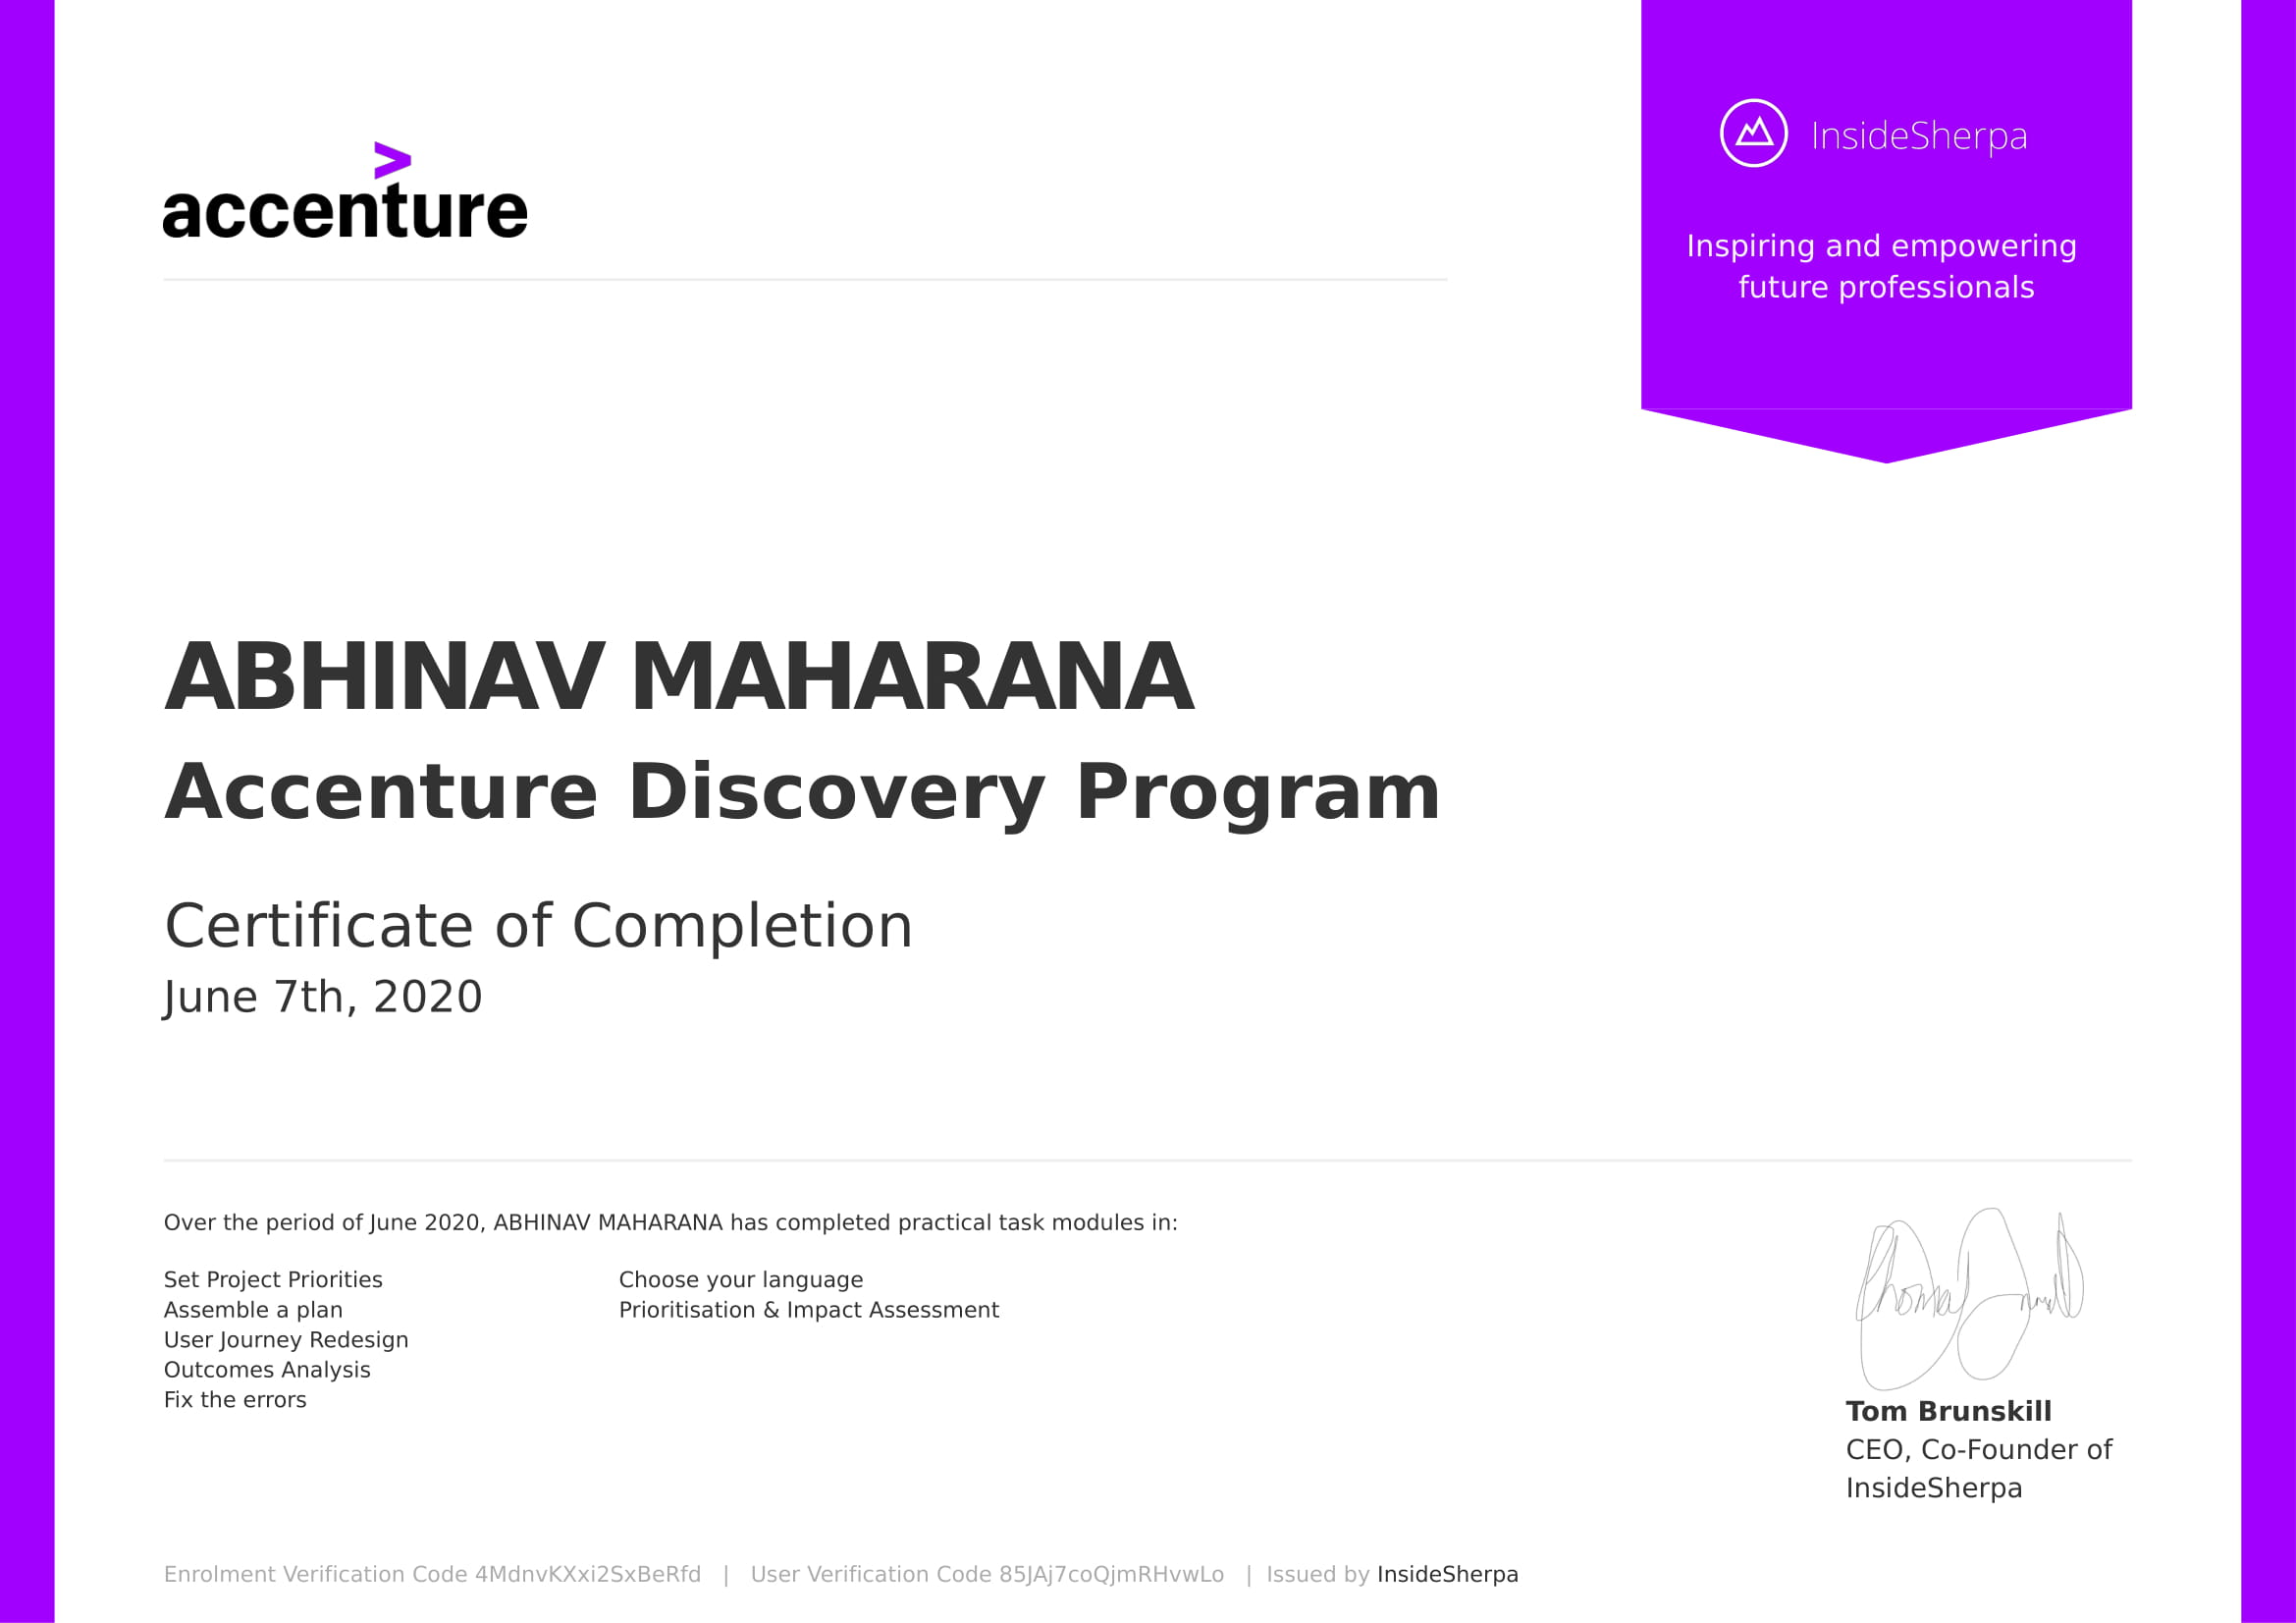 accenture
>
InsideSherpa
Inspiring and empowering
future professionals
ABHINAV MAHARANA
Accenture Discovery Program
Certificate of Completion
June 7th, 2020
Over the period of June 2020, ABHINAV MAHARANA has completed practical task modules in:
Set Project Priorities
Assemble a plan
User Journey Redesign
Outcomes Analysis
Fix the errors
Choose your language
Prioritisation & Impact Assessment
Tom Brunskill
CEO, Co-Founder of
InsideSherpa
Enrolment Verification Code 4MdnvKXxi2SxBeRfd | User Verification Code 85JAj7coQjmRHvwLo | Issued by InsideSherpa